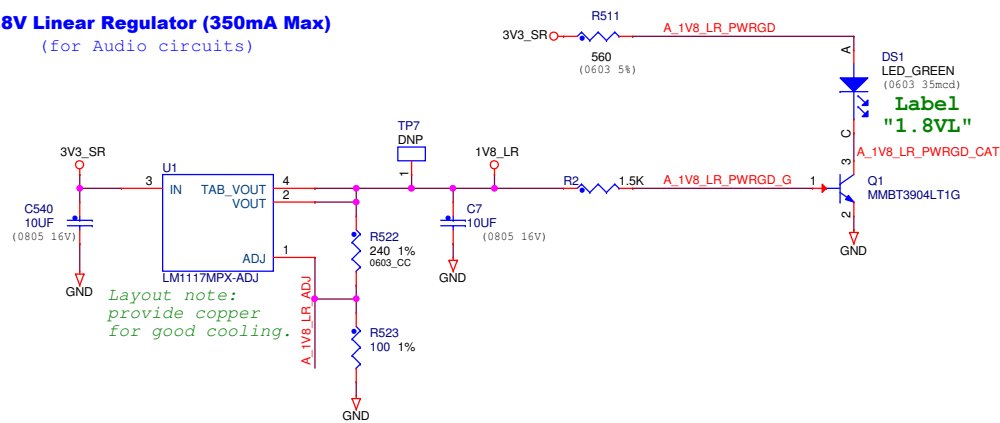 8V Linear Regulator (350mA Max)
(for Audio circuits)
R511
3V3_SR
A_1V8_LR_PWRGD
560
(0603 5%)
A
DS1
LED_GREEN
(0603 35mcd)
Label
"1.8VL"
C
A_1V8_LR_PWRGD_CAT
TP7
DNP
1
3V3_SR
1V8_LR
U1
3
IN
TAB_VOUT
4
VOUT
2
ADJ
1
LM1117MPX-ADJ
C540
10UF
(0805 16V)
GND
R522
240 1%
0603_CC
C7
10UF
(0805 16V)
GND
R2
1.5K
A_1V8_LR_PWRGD_G
1
3
Q1
MMBT3904LT1G
2
GND
Layout note:
provide copper
for good cooling.
A_1V8_LR_ADJ
R523
100 1%
GND